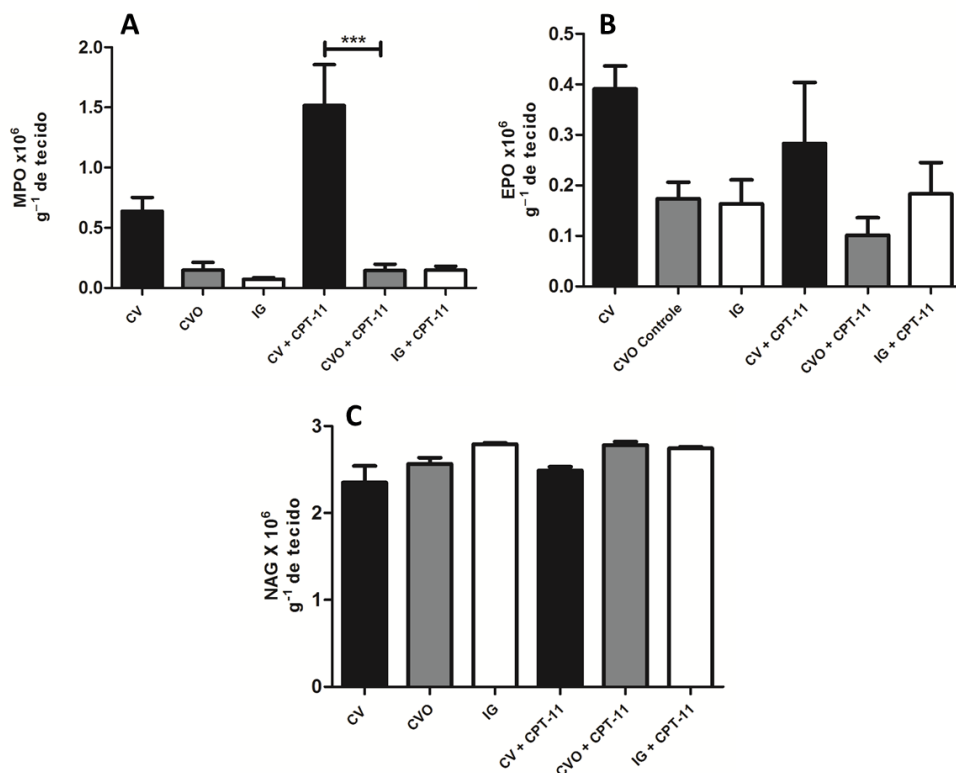 A
MPO x10⁶
g⁻¹ de tecido
2.0
1.5
1.0
0.5
0.0
***
CV
CVO
IG
CV + CPT-11
CVO + CPT-11
IG + CPT-11
B
EPO x10⁶
g⁻¹ de tecido
0.5
0.4
0.3
0.2
0.1
0.0
CV
CVO Controle
IG
CV + CPT-11
CVO + CPT-11
IG + CPT-11
C
NAG X 10⁶
g⁻¹ de tecido
3
2
1
0
CV
CVO
IG
CV + CPT-11
CVO + CPT-11
IG + CPT-11